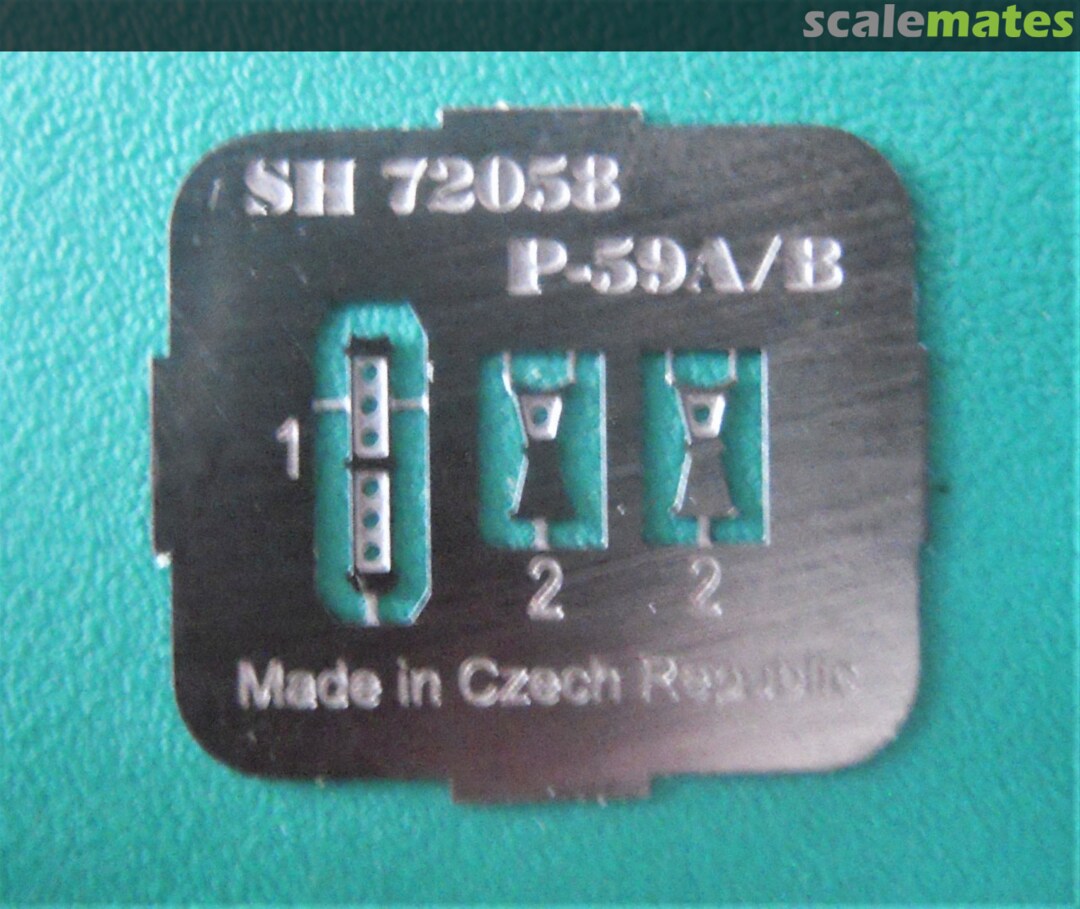 scalemates
SH 72058
P-59A/B
1
2 2
Made in Czech Republic